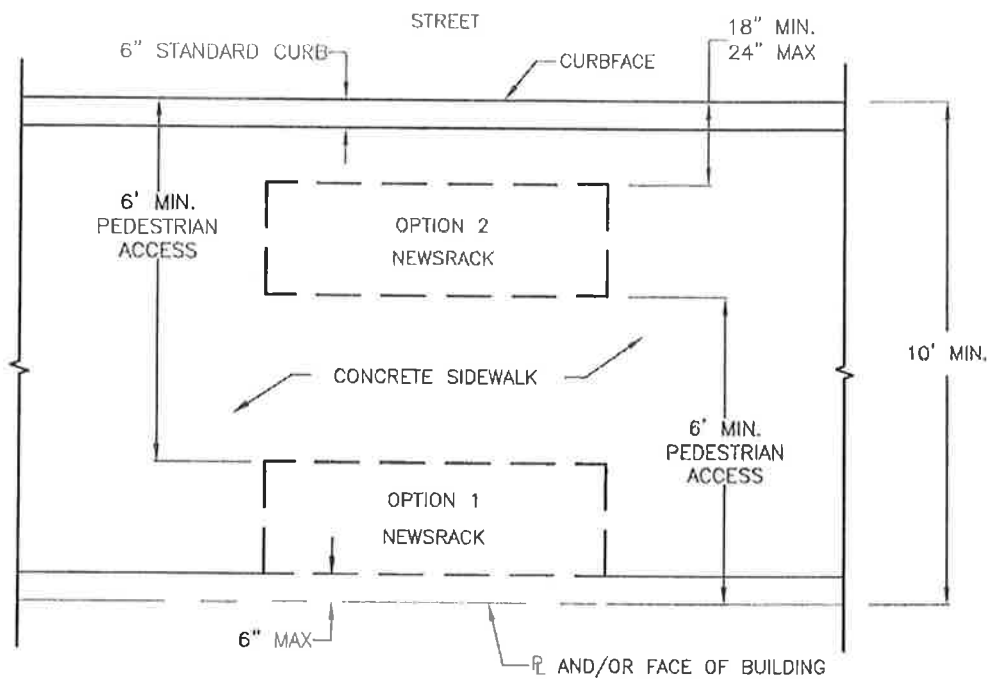 STREET
6" STANDARD CURB
CURBFACE
18" MIN.
24" MAX
6' MIN.
PEDESTRIAN
ACCESS
OPTION 2
NEWSRACK
10' MIN.
CONCRETE SIDEWALK
6' MIN.
PEDESTRIAN
ACCESS
OPTION 1
NEWSRACK
6" MAX
℄ AND/OR FACE OF BUILDING